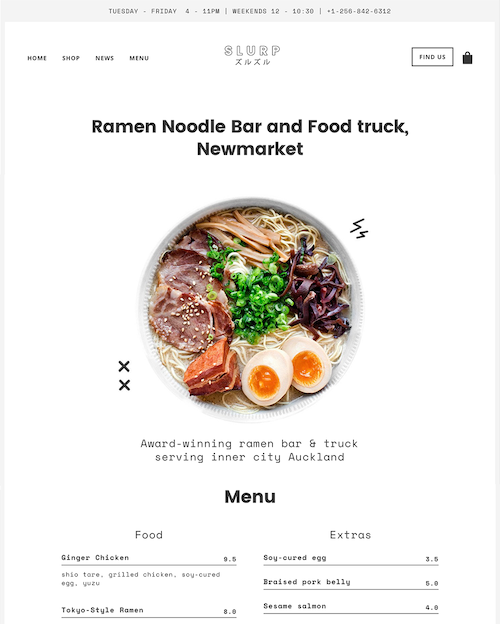 TUESDAY - FRIDAY 4 - 11PM | WEEKENDS 12 - 10:30 | +1-256-842-6312
HOME SHOP NEWS MENU
SLURP
ズルズル
FIND US
Ramen Noodle Bar and Food truck,
Newmarket
Award-winning ramen bar & truck
serving inner city Auckland
Menu
Food
Ginger Chicken 9.5
shio tare, grilled chicken, soy-cured
egg, yuzu
Tokyo-Style Ramen 8.0
Extras
Soy-cured egg 3.5
Braised pork belly 5.0
Sesame salmon 4.0